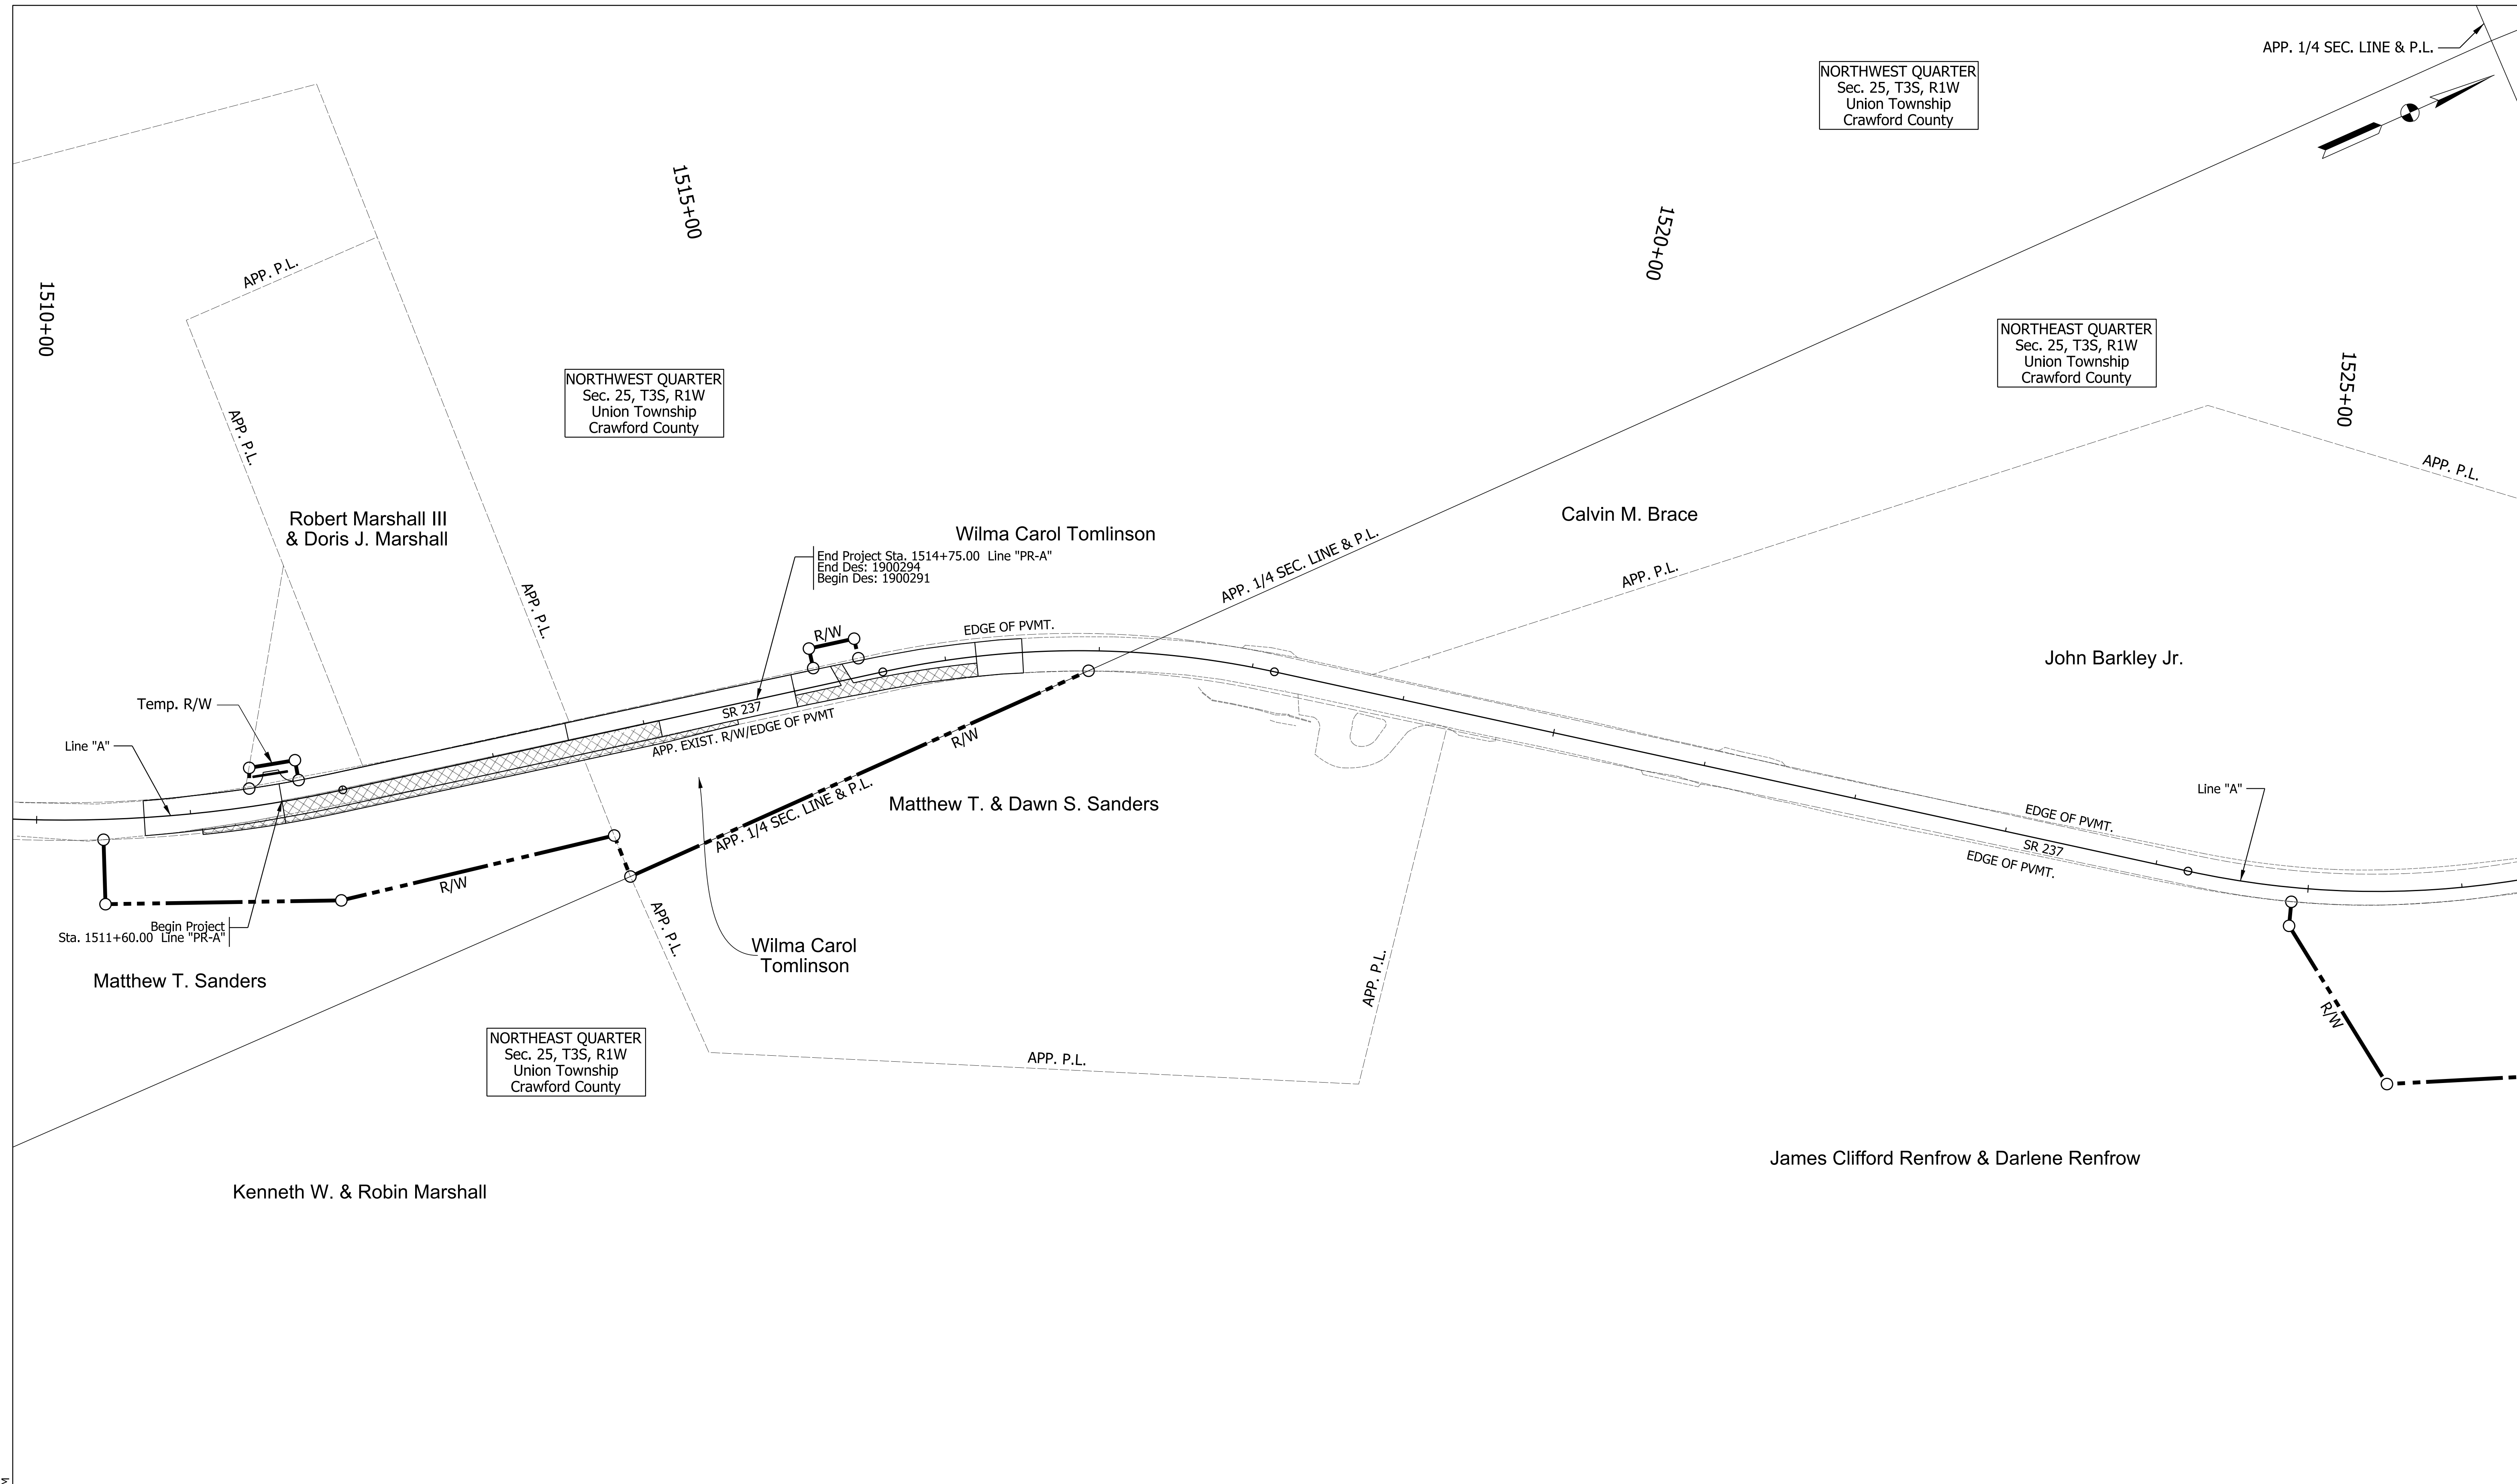 APP. 1/4 SEC. LINE & P.L.
NORTHWEST QUARTER
Sec. 25, T3S, R1W
Union Township
Crawford County
1515+00
1520+00
APP. P.L.
1510+00
NORTHEAST QUARTER
Sec. 25, T3S, R1W
Union Township
Crawford County
1525+00
NORTHWEST QUARTER
Sec. 25, T3S, R1W
Union Township
Crawford County
APP. P.L.
APP. P.L.
Robert Marshall III
& Doris J. Marshall
Wilma Carol Tomlinson
Calvin M. Brace
End Project Sta. 1514+75.00 Line "PR-A"
End Des: 1900294
Begin Des: 1900291
APP. 1/4 SEC. LINE & P.L.
APP. P.L.
APP. P.L.
R/W
EDGE OF PVMT.
John Barkley Jr.
Temp. R/W
SR 237
APP. EXIST. R/W/EDGE OF PVMT
Line "A"
R/W
Matthew T. & Dawn S. Sanders
APP. 1/4 SEC. LINE & P.L.
Line "A"
EDGE OF PVMT.
SR 237
EDGE OF PVMT.
R/W
Begin Project
Sta. 1511+60.00 Line "PR-A"
APP. P.L.
Wilma Carol
Tomlinson
Matthew T. Sanders
APP. P.L.
R/W
NORTHEAST QUARTER
Sec. 25, T3S, R1W
Union Township
Crawford County
APP. P.L.
James Clifford Renfrow & Darlene Renfrow
Kenneth W. & Robin Marshall